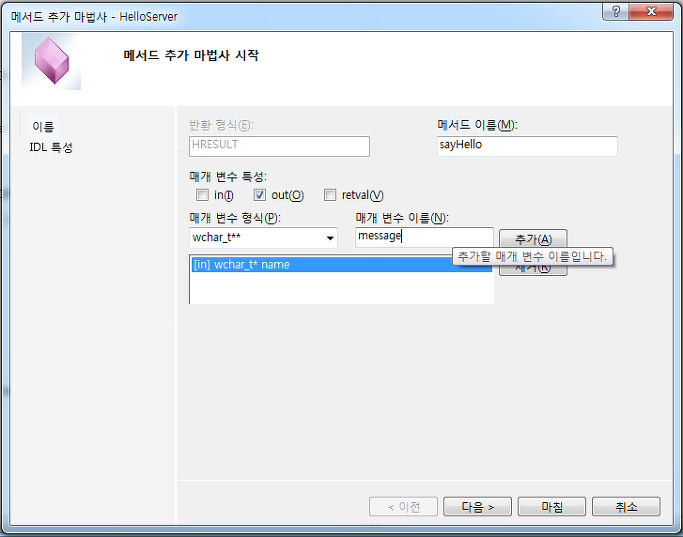 메서드 추가 마법사 - HelloServer
메서드 추가 마법사 시작
이름
IDL 특성
반환 형식(E):
메서드 이름(M):
HRESULT
sayHello
매개 변수 특성:
in(I)
out(O)
retval(V)
매개 변수 형식(P):
매개 변수 이름(N):
wchar_t**
message
추가(A)
추가할 매개 변수 이름입니다.
[in] wchar_t* name
< 이전
다음 >
마침
취소